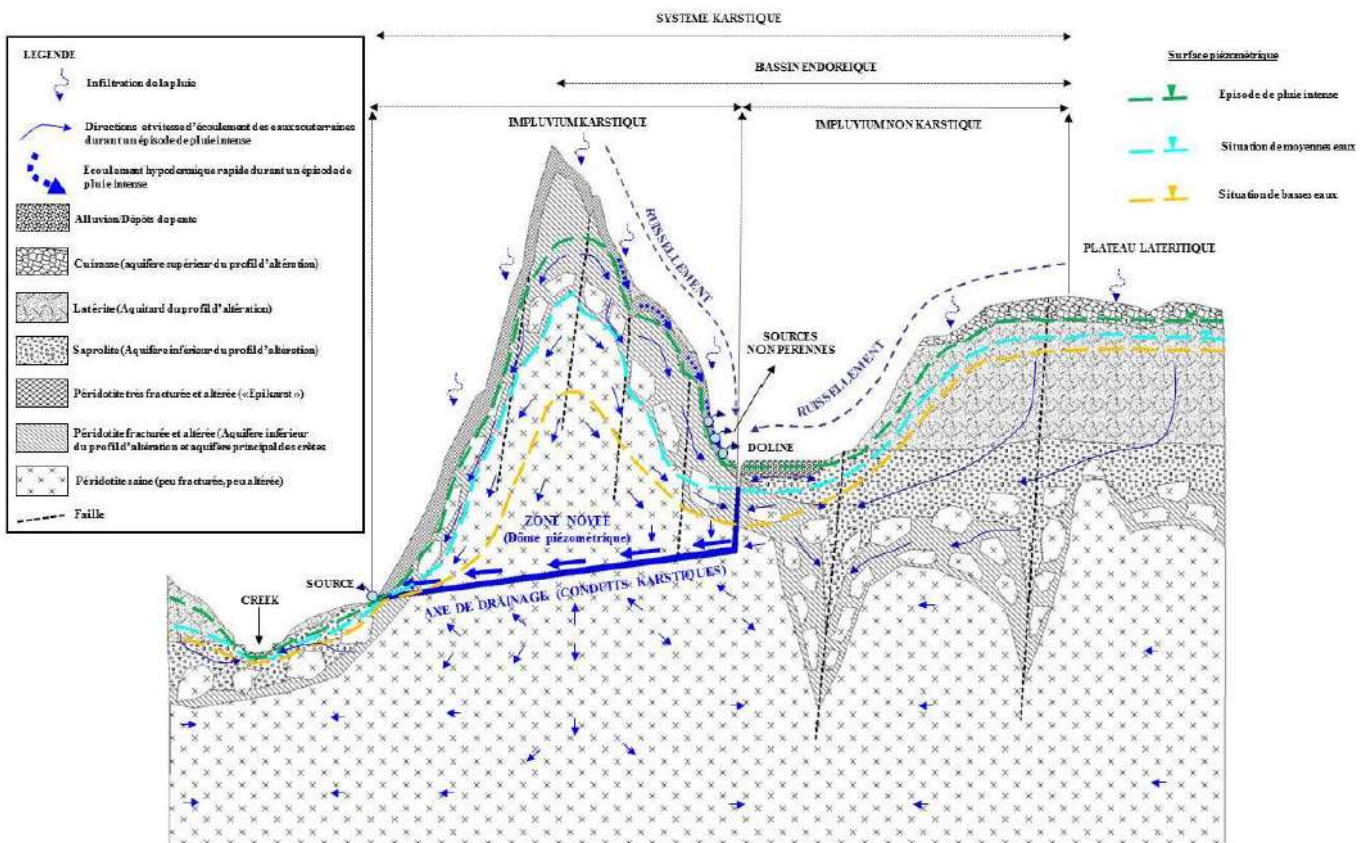 SYSTEME KARSTIQUE
BASSIN ENDOREIQUE
IMPLUVIUM KARSTIQUE
IMPLUVIUM NON KARSTIQUE
LEGENDE
Infiltration de la pluie
Directions et vitesse d'écoulement des eaux souterraines
durant un épisode de pluie intense
Ecoulement hypodermique rapide durant un épisode de
pluie intense
Alluvion/Dépôts de pente
Cuirasse (aquifère supérieur du profil d'altération)
Latérite (Aquitard du profil d'altération)
Saprolite (Aquifère inférieur du profil d'altération)
Péridotite très fracturée et altérée («Epikarst»)
Péridotite fracturée et altérée (Aquifère inférieur
du profil d'altération et aquifère principal des crêtes
Péridotite saine (peu fracturée, peu altérée)
Faille
Surface piézométrique
Episode de pluie intense
Situation de moyennes eaux
Situation de basses eaux
RUISSELLEMENT
PLATEAU LATERITIQUE
SOURCES
NON PERENNES
RUISSELLEMENT
DOLINE
ZONE NOYEE
(Dôme piézométrique)
SOURCE
AXE DE DRAINAGE (CONDUITS KARSTIQUES)
CREEK